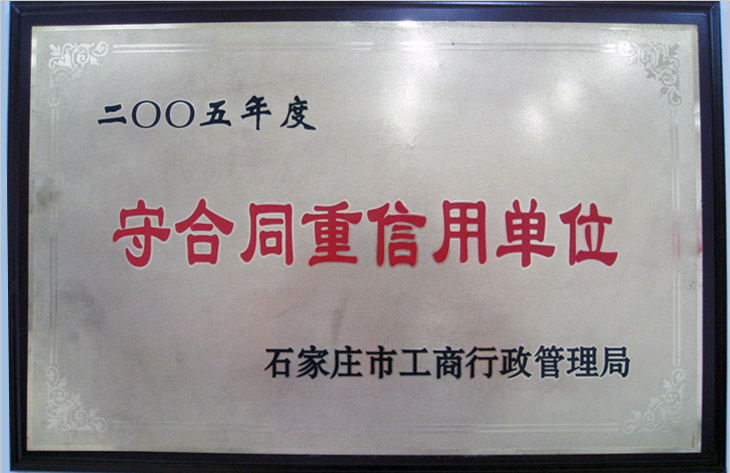 二〇〇五年度
守合同重信用单位
石家庄市工商行政管理局